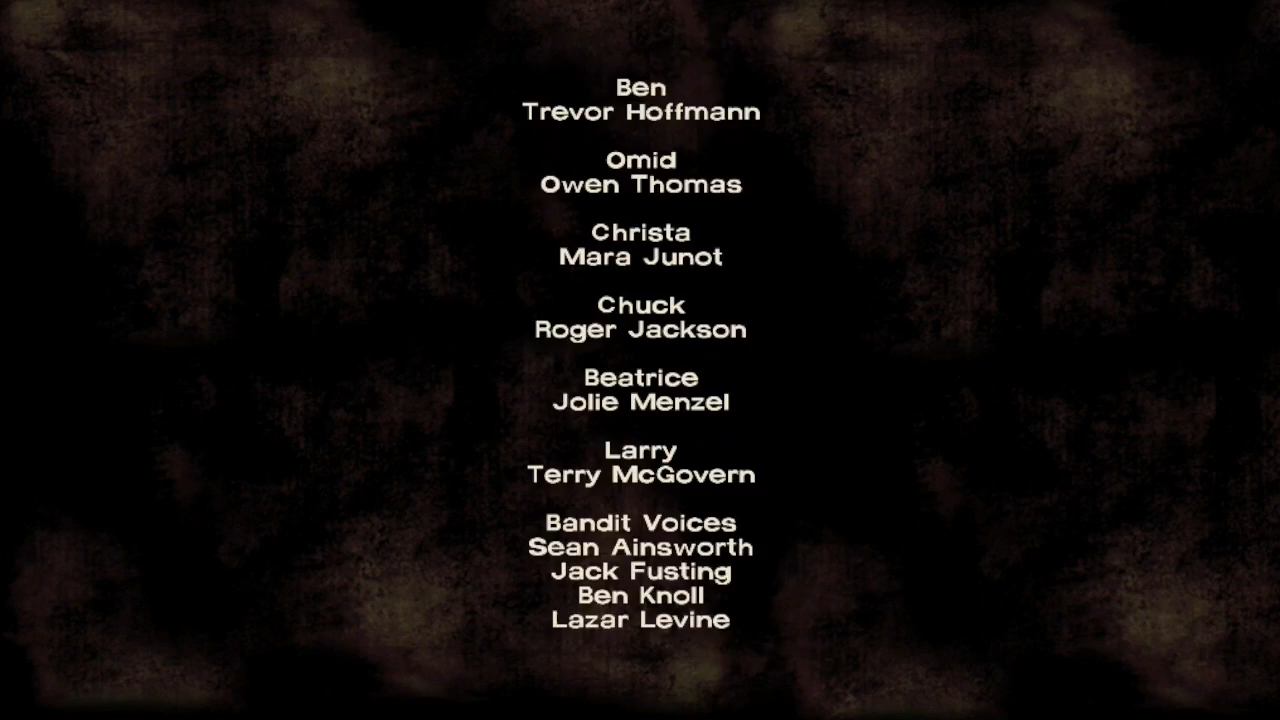 Ben
Trevor Hoffmann
Omid
Owen Thomas
Christa
Mara Junot
Chuck
Roger Jackson
Beatrice
Jolie Menzel
Larry
Terry McGovern
Bandit Voices
Sean Ainsworth
Jack Fusting
Ben Knoll
Lazar Levine